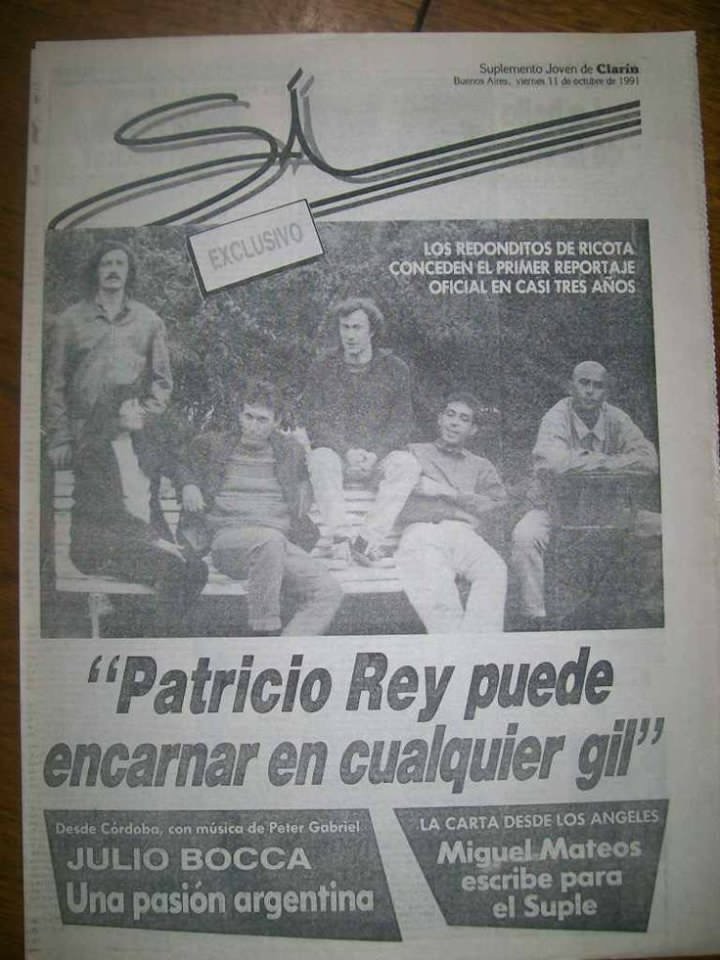 Suplemento Joven de Clarín
Buenos Aires, viernes 11 de octubre de 1991
Sí
EXCLUSIVO
LOS REDONDITOS DE RICOTA
CONCEDEN EL PRIMER REPORTAJE
OFICIAL EN CASI TRES AÑOS
“Patricio Rey puede
encarnar en cualquier gil”
Desde Córdoba, con música de Peter Gabriel
JULIO BOCCA
Una pasión argentina
LA CARTA DESDE LOS ANGELES
Miguel Mateos
escribe para
el Suple